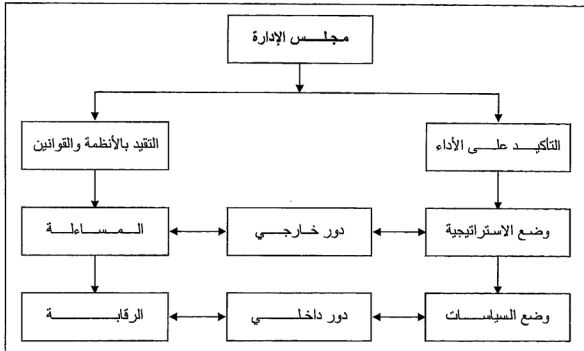 مجلس الإدارة
التأكيد على الأداء
التقيد بالأنظمة والقوانين
وضع الاستراتيجية
دور خارجي
المساءلة
وضع السياسات
دور داخلي
الرقابة